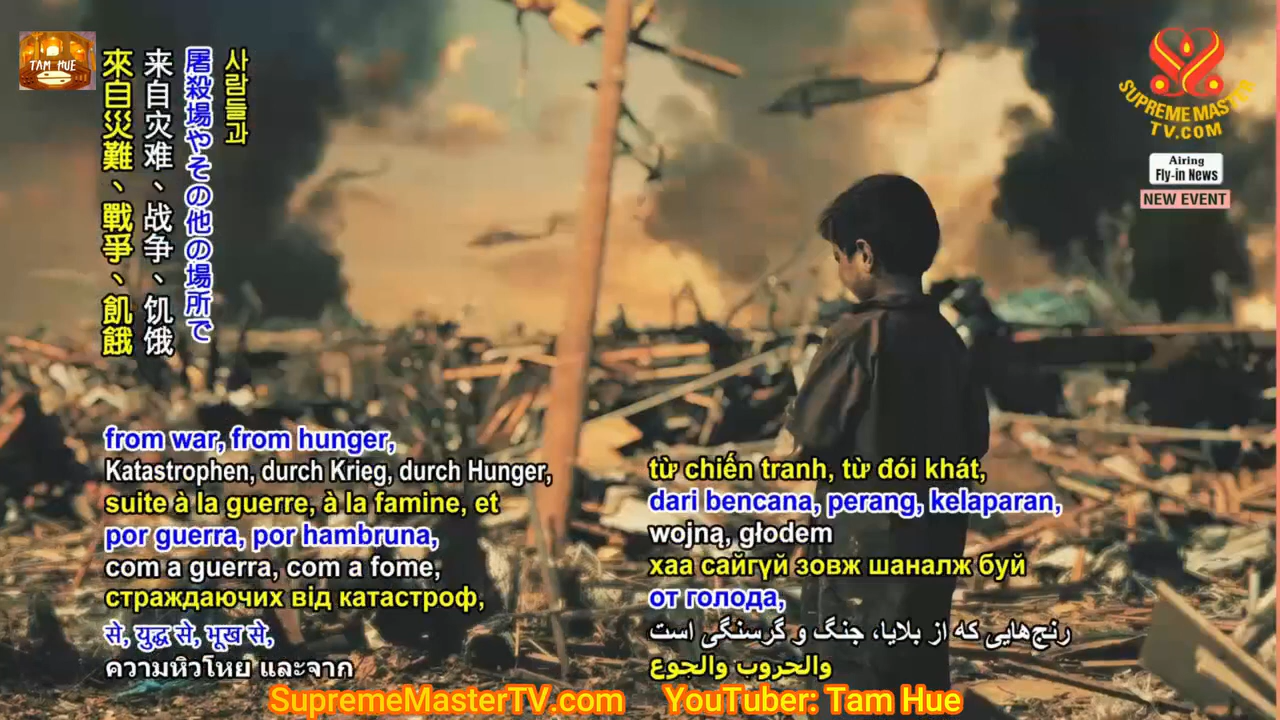 TAM HUE
SUPREME MASTER
TV.COM
Airing
Fly-in News
NEW EVENT
來自災難、戰爭、飢餓
来自灾难、战争、饥饿
屠殺場やその他の場所で
사람들과
from war, from hunger,
Katastrophen, durch Krieg, durch Hunger,
suite à la guerre, à la famine, et
por guerra, por hambruna,
com a guerra, com a fome,
страждаючих від катастроф,
से, युद्ध से, भूख से,
ความหิวโหย และจาก
từ chiến tranh, từ đói khát,
dari bencana, perang, kelaparan,
wojną, głodem
хаа сайгүй зовж шаналж буй
от голода,
رنج‌هایی که از بلایا، جنگ و گرسنگی است
والحروب والجوع
SupremeMasterTV.com
YouTuber: Tam Hue